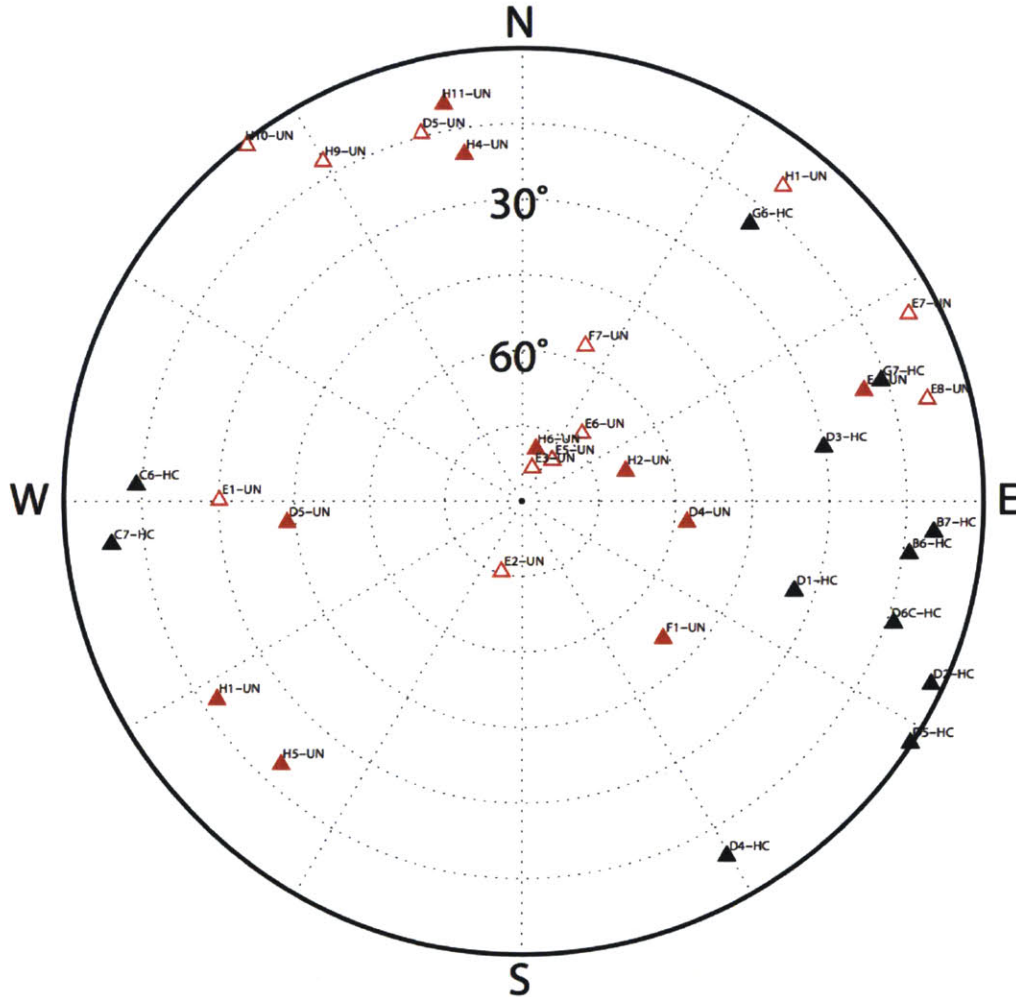 N
H11-UN
D5-UN
H10-UN
H4-UN
H9-UN
H1-UN
30°
G6-HC
E7-UN
F7-UN
60°
G7-HC
E8-UN
E6-UN
H6-UN
D3-HC
E5-UN
E3-UN
H2-UN
C6-HC
E1-UN
W
E
D5-UN
D4-UN
B7-HC
C7-HC
B6-HC
E2-UN
D1-HC
D6C-HC
F1-UN
D2-HC
H1-UN
D5-HC
H5-UN
D4-HC
S